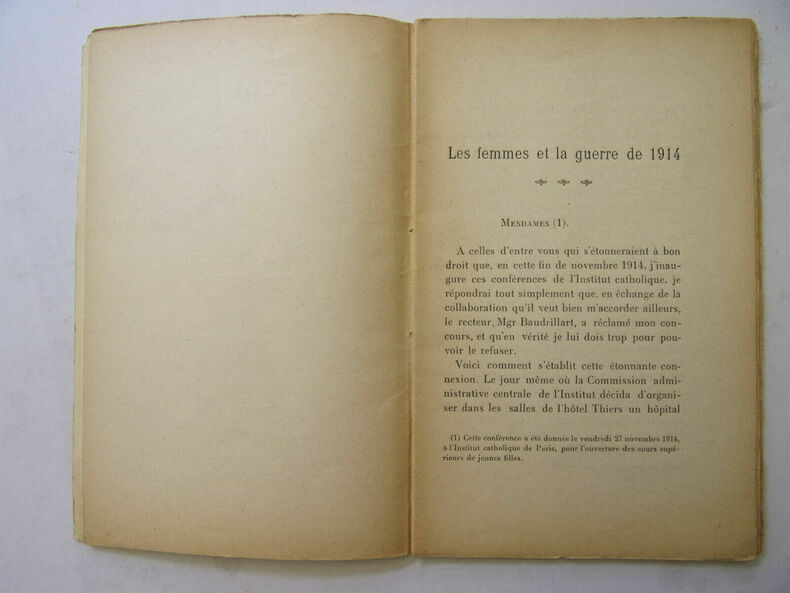 Les femmes et la guerre de 1914
MESDAMES (1).
A celles d'entre vous qui s'étonneraient à bon
droit que, en cette fin de novembre 1914, j'inau-
gure ces conférences de l'Institut catholique, je
répondrai tout simplement que, en échange de la
collaboration qu'il veut bien m'accorder ailleurs,
le recteur, Mgr Baudrillart, a réclamé mon con-
cours, et qu'en vérité je lui dois trop pour pou-
voir le refuser.
Voici comment s'établit cette étonnante con-
nexion. Le jour même où la Commission admi-
nistrative centrale de l'Institut décida d'organi-
ser dans les salles de l'hôtel Thiers un hôpital
(1) Cette conférence a été donnée le vendredi 27 novembre 1914,
à l'Institut catholique de Paris, pour l'ouverture des cours supé-
rieurs de jeunes filles.